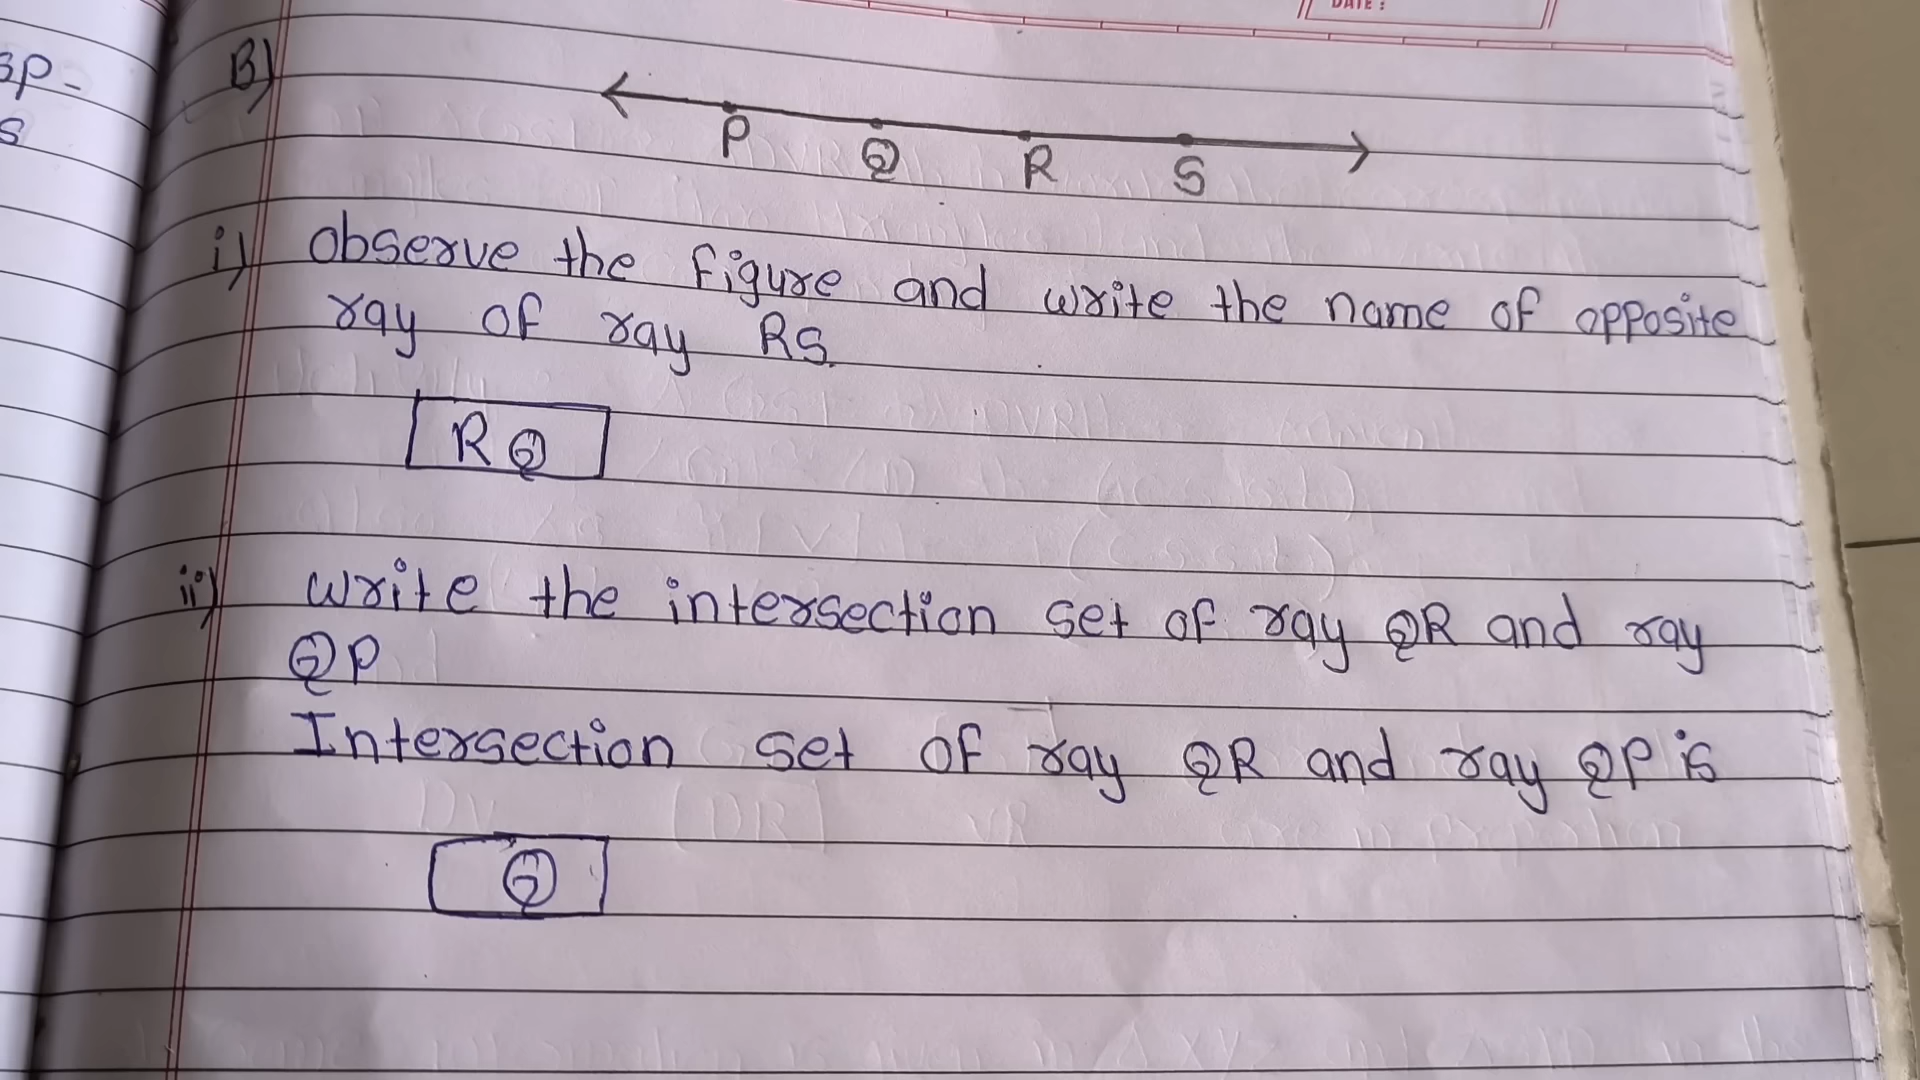 DATE :
3P-
S
B)
P Q R S
i) Observe the figure and write the name of opposite
ray of ray RS.
RQ
ii) write the intersection set of ray QR and ray
QP
Intersection set of ray QR and ray QP is
Q